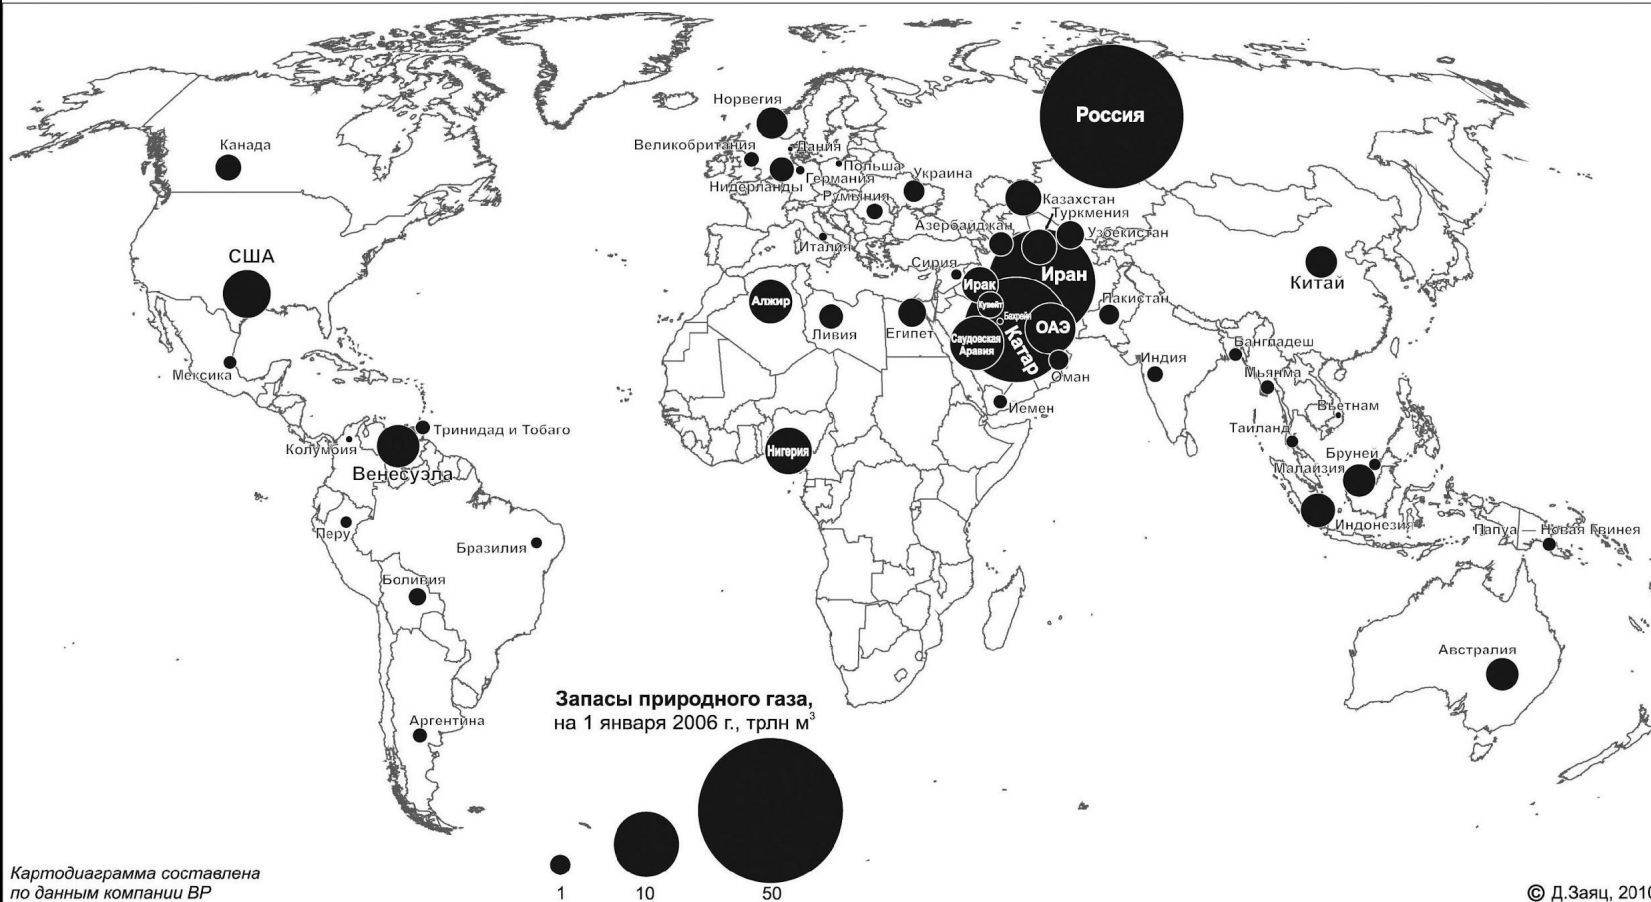 Норвегия
Россия
Канада
Великобритания
Дания
Польша
Германия
Нидерланды
Украина
Румыния
Казахстан
Туркмения
Азербайджан
Узбекистан
Италия
США
Сирия
Иран
Ирак
Китай
Алжир
Кувейт
Пакистан
Бахрейн
ОАЭ
Ливия
Египет
Саудовская
Аравия
Катар
Бангладеш
Индия
Мексика
Оман
Мьянма
Йемен
Вьетнам
Таиланд
Тринидад и Тобаго
Колумбия
Нигерия
Бруней
Малайзия
Венесуэла
Индонезия
Папуа — Новая Гвинея
Перу
Бразилия
Боливия
Австралия
Аргентина
Запасы природного газа,
на 1 января 2006 г., трлн м³
1
10
50
Картодиаграмма составлена
по данным компании BP
© Д.Заяц, 2010